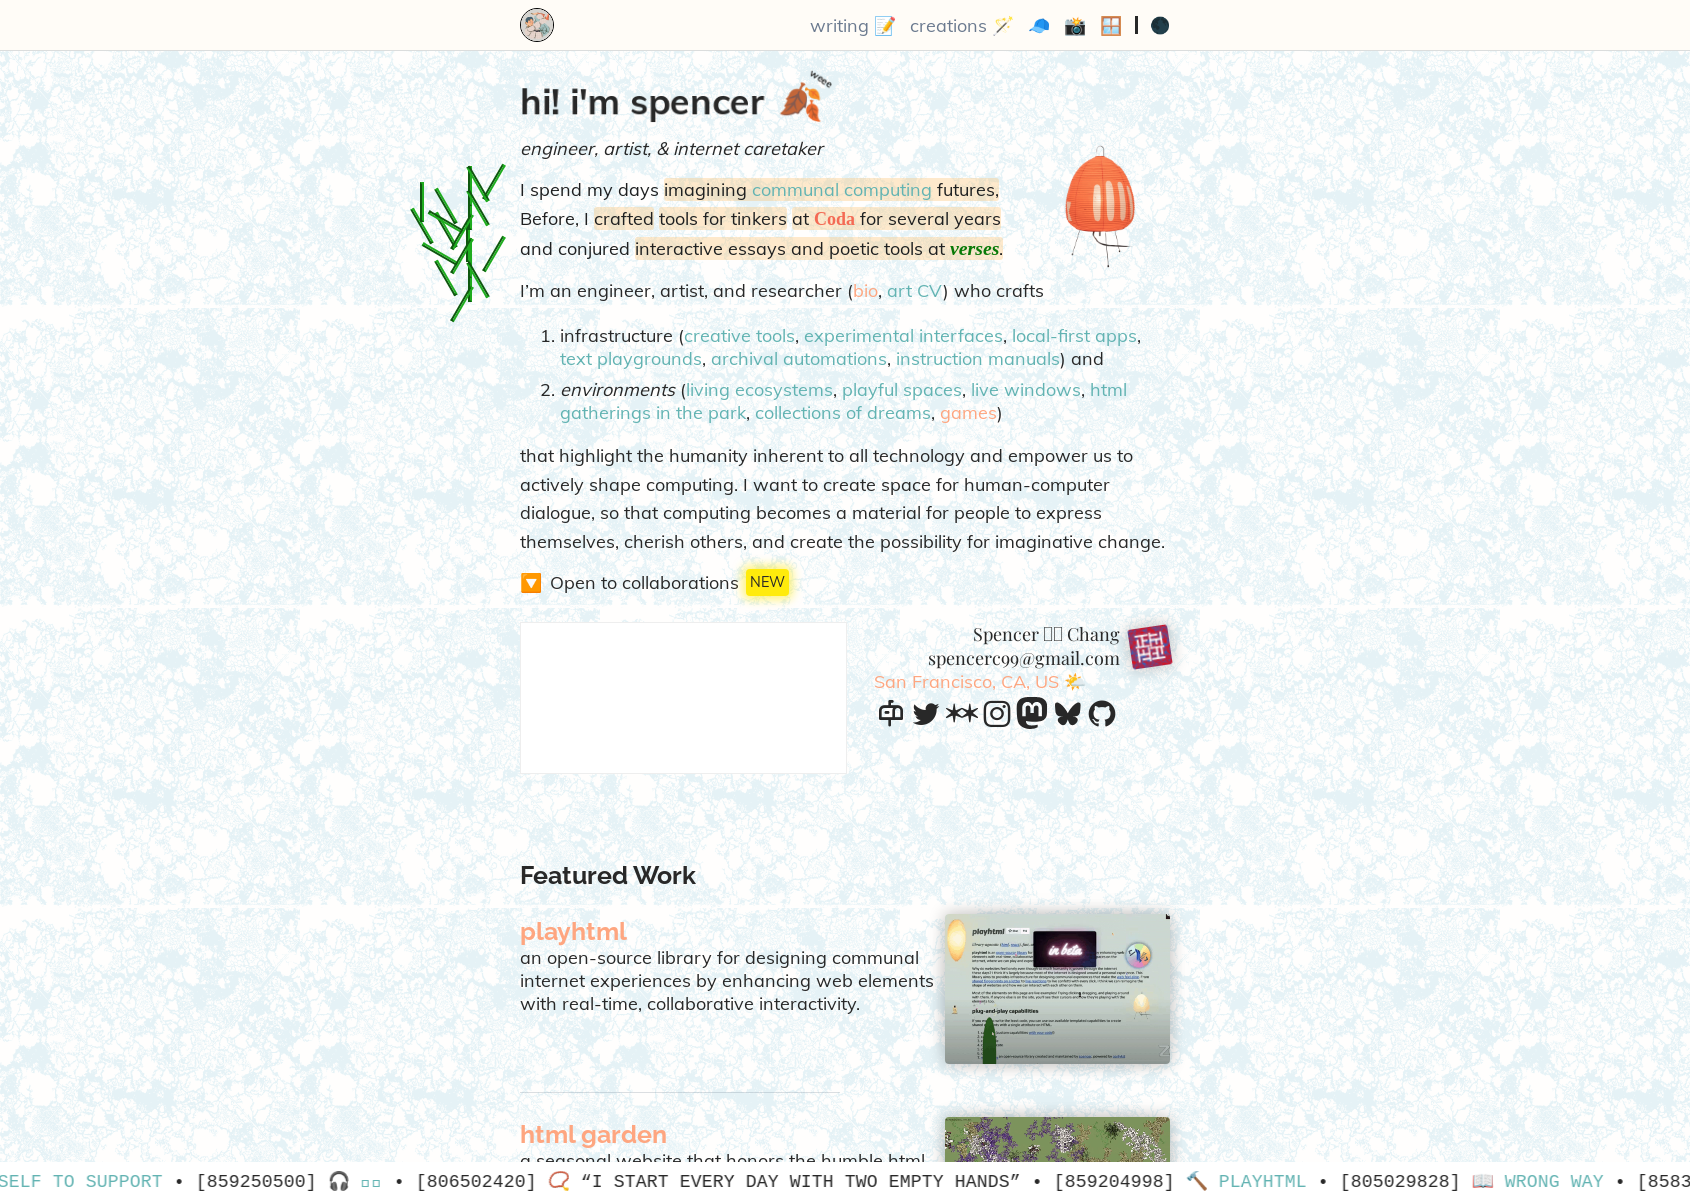 writing 📝 creations 🪄 🧢 📸 🪟 | 🌑
hi! i'm spencer 🍂
weee
engineer, artist, & internet caretaker
I spend my days imagining communal computing futures,
Before, I crafted tools for tinkers at Coda for several years
and conjured interactive essays and poetic tools at verses.
I’m an engineer, artist, and researcher (bio, art CV) who crafts
1. infrastructure (creative tools, experimental interfaces, local-first apps,
text playgrounds, archival automations, instruction manuals) and
2. environments (living ecosystems, playful spaces, live windows, html
gatherings in the park, collections of dreams, games)
that highlight the humanity inherent to all technology and empower us to
actively shape computing. I want to create space for human-computer
dialogue, so that computing becomes a material for people to express
themselves, cherish others, and create the possibility for imaginative change.
🔽 Open to collaborations NEW
Spencer Chang
spencerc99@gmail.com
San Francisco, CA, US 🌤️
Featured Work
playhtml
an open-source library for designing communal
internet experiences by enhancing web elements
with real-time, collaborative interactivity.
playhtml
in beta
plug-and-play capabilities
html garden
a seasonal website that honors the humble html
SELF TO SUPPORT • [859250500] 🎧 • [806502420] 📿 “I START EVERY DAY WITH TWO EMPTY HANDS” • [859204998] 🔨 PLAYHTML • [805029828] 📖 WRONG WAY • [8583